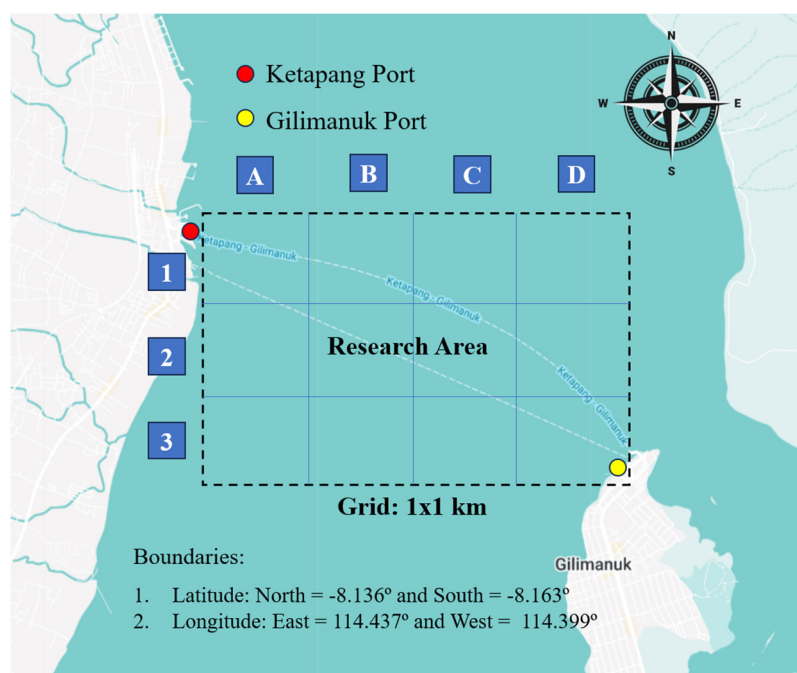 N
W E
S
Ketapang Port
Gilimanuk Port
A B C D
Ketapang - Gilimanuk
1
Ketapang - Gilimanuk
2
Research Area
Ketapang - Gilimanuk
3
Grid: 1x1 km
Boundaries:
Gilimanuk
1. Latitude: North = -8.136º and South = -8.163º
2. Longitude: East = 114.437º and West = 114.399º